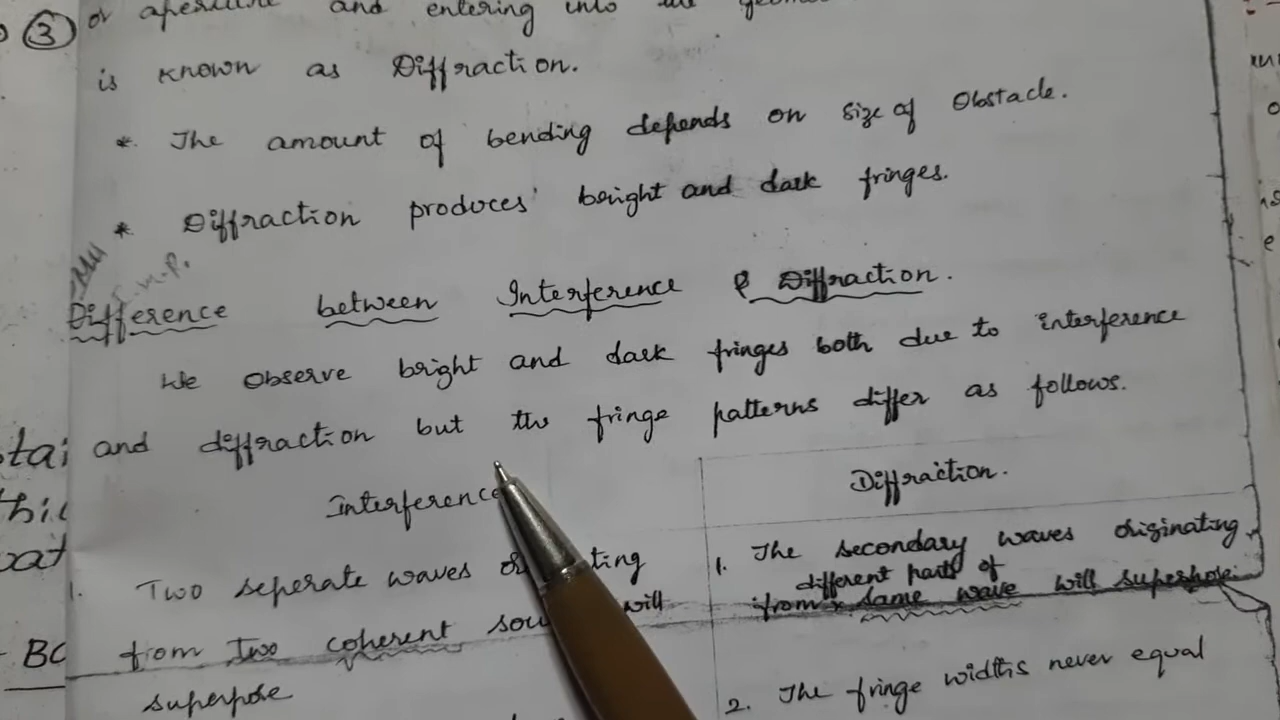 ③ or and entering into the
is known as Diffraction.
* The amount of bending depends on size of Obstacle.
* Diffraction produces bright and dark fringes.
Difference between Interference & Diffraction.
We observe bright and dark fringes both due to interference
and diffraction but the fringe patterns differ as follows.
Interference
1. Two seperate waves
from Two coherent will
superpose
Diffraction.
1. The secondary waves originating
different parts of
from x same wave will superpose.
2. The fringe widths never equal